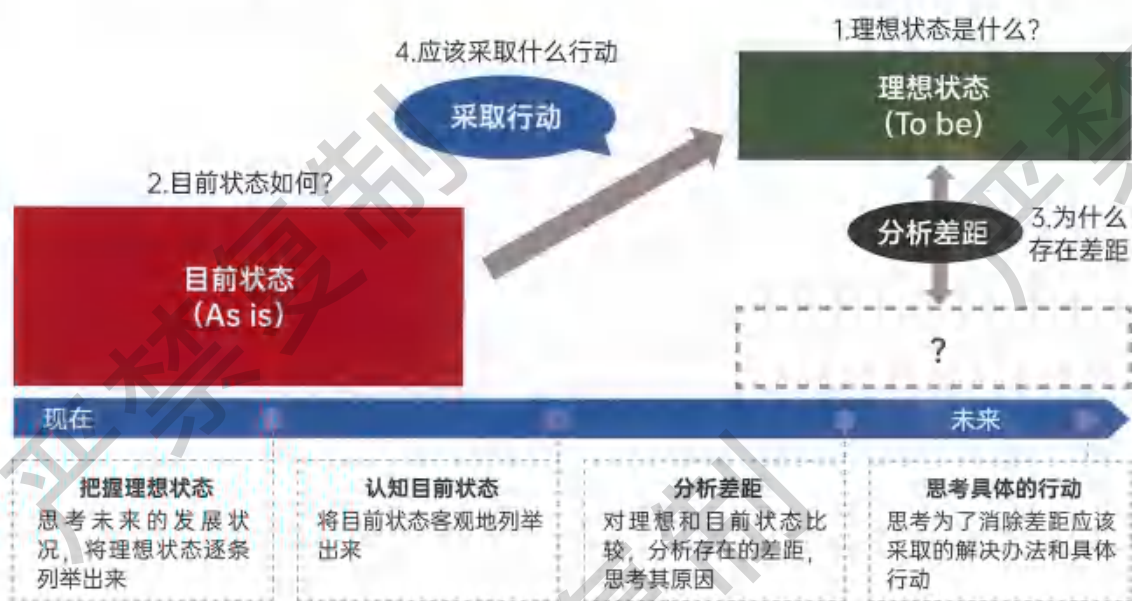 1.理想状态是什么?
4.应该采取什么行动
理想状态
(To be)
采取行动
2.目前状态如何?
分析差距
3.为什么
存在差距
目前状态
(As is)
?
现在
未来
把握理想状态
思考未来的发展状
况，将理想状态逐条
列举出来
认知目前状态
将目前状态客观地列举
出来
分析差距
对理想和目前状态比
较，分析存在的差距，
思考其原因
思考具体的行动
思考为了消除差距应该
采取的解决办法和具体
行动
严禁复制
严禁
复制